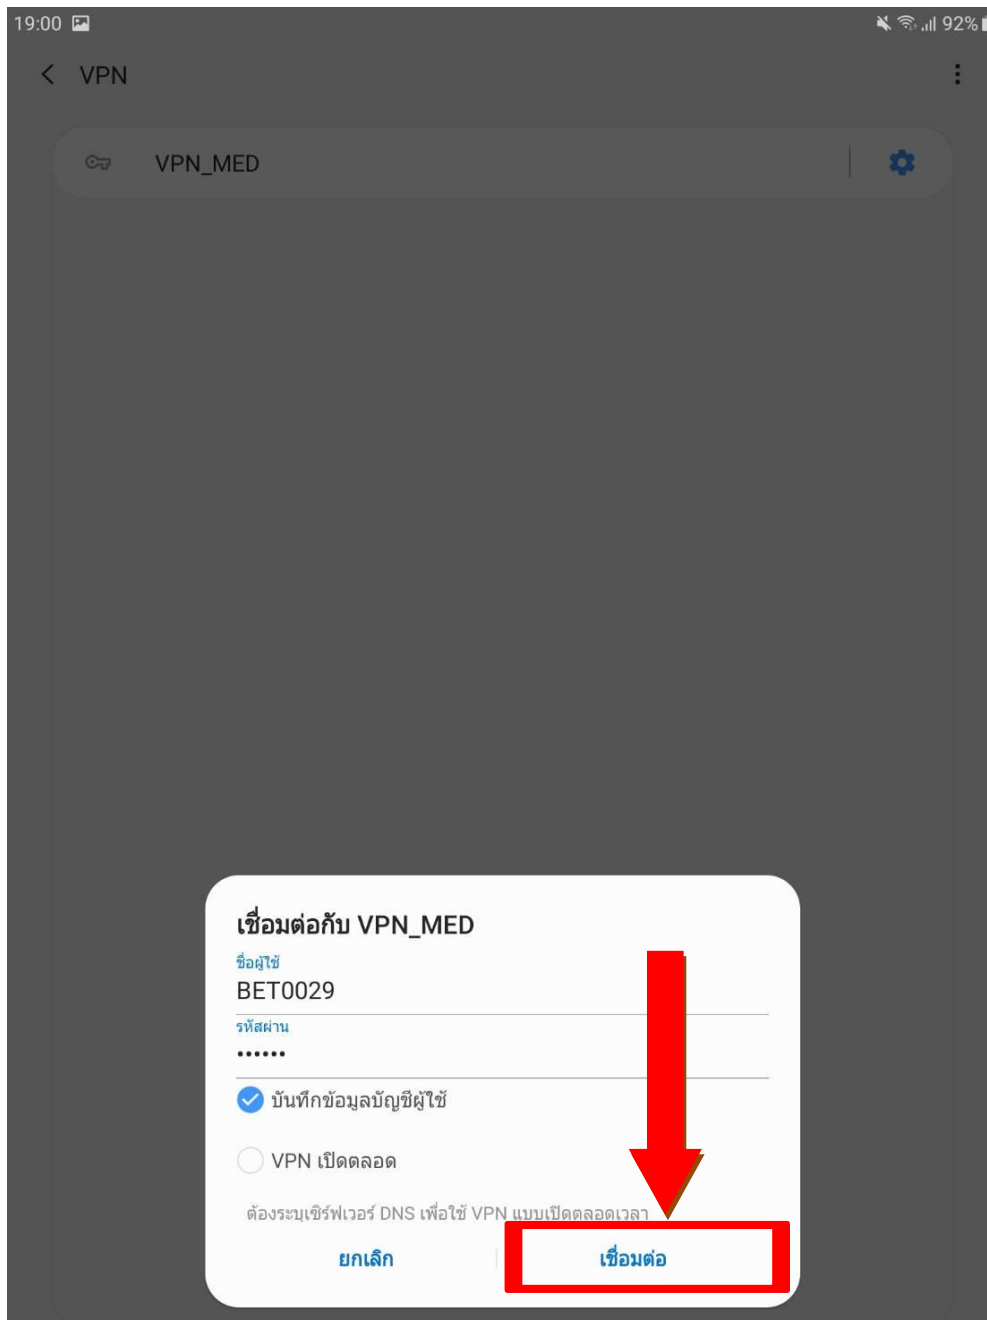 19:00 92%
VPN
VPN_MED
เชื่อมต่อกับ VPN_MED
ชื่อผู้ใช้
BET0029
รหัสผ่าน
••••••
บันทึกข้อมูลบัญชีผู้ใช้
VPN เปิดตลอด
ต้องระบุเซิร์ฟเวอร์ DNS เพื่อใช้ VPN แบบเปิดตลอดเวลา
ยกเลิก เชื่อมต่อ